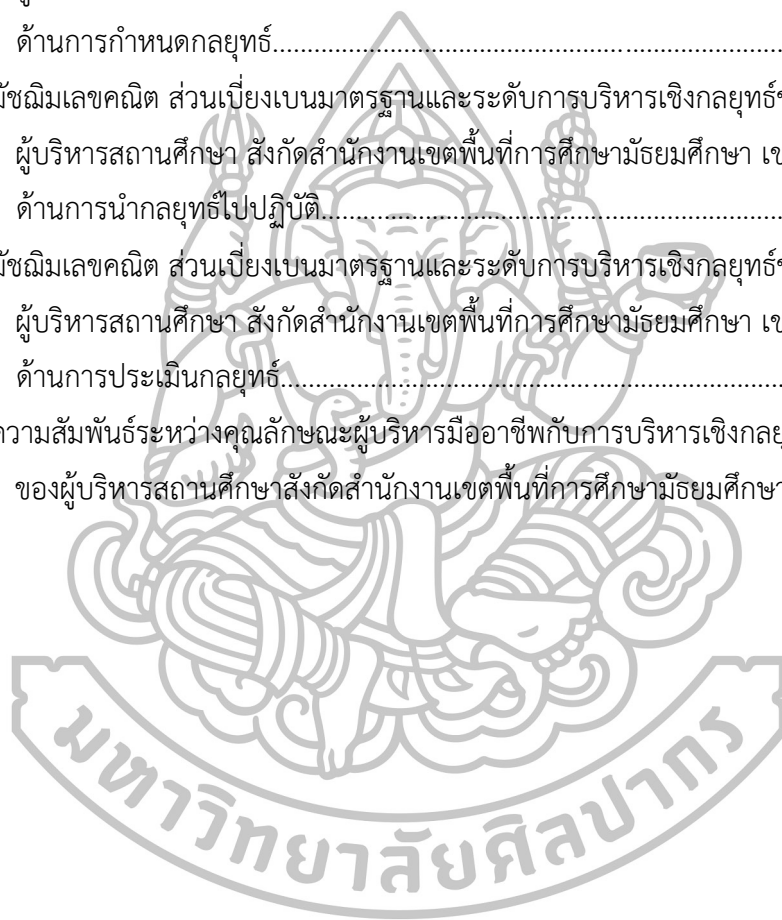 ด้านการกำหนดกลยุทธ์................................................................................
มัชฌิมเลขคณิต ส่วนเบี่ยงเบนมาตรฐานและระดับการบริหารเชิงกลยุทธ์
ผู้บริหารสถานศึกษา สังกัดสำนักงานเขตพื้นที่การศึกษามัธยมศึกษา
ด้านการนำกลยุทธ์ไปปฏิบัติ.........................................................................
มัชฌิมเลขคณิต ส่วนเบี่ยงเบนมาตรฐานและระดับการบริหารเชิงกลยุทธ์
ผู้บริหารสถานศึกษา สังกัดสำนักงานเขตพื้นที่การศึกษามัธยมศึกษา
ด้านการประเมินกลยุทธ์..............................................................................
ความสัมพันธ์ระหว่างคุณลักษณะผู้บริหารมืออาชีพกับการบริหารเชิงกลยุ
ของผู้บริหารสถานศึกษาสังกัดสำนักงานเขตพื้นที่การศึกษามัธยมศึกษา
มหาวิทยาลัยศิลปากร